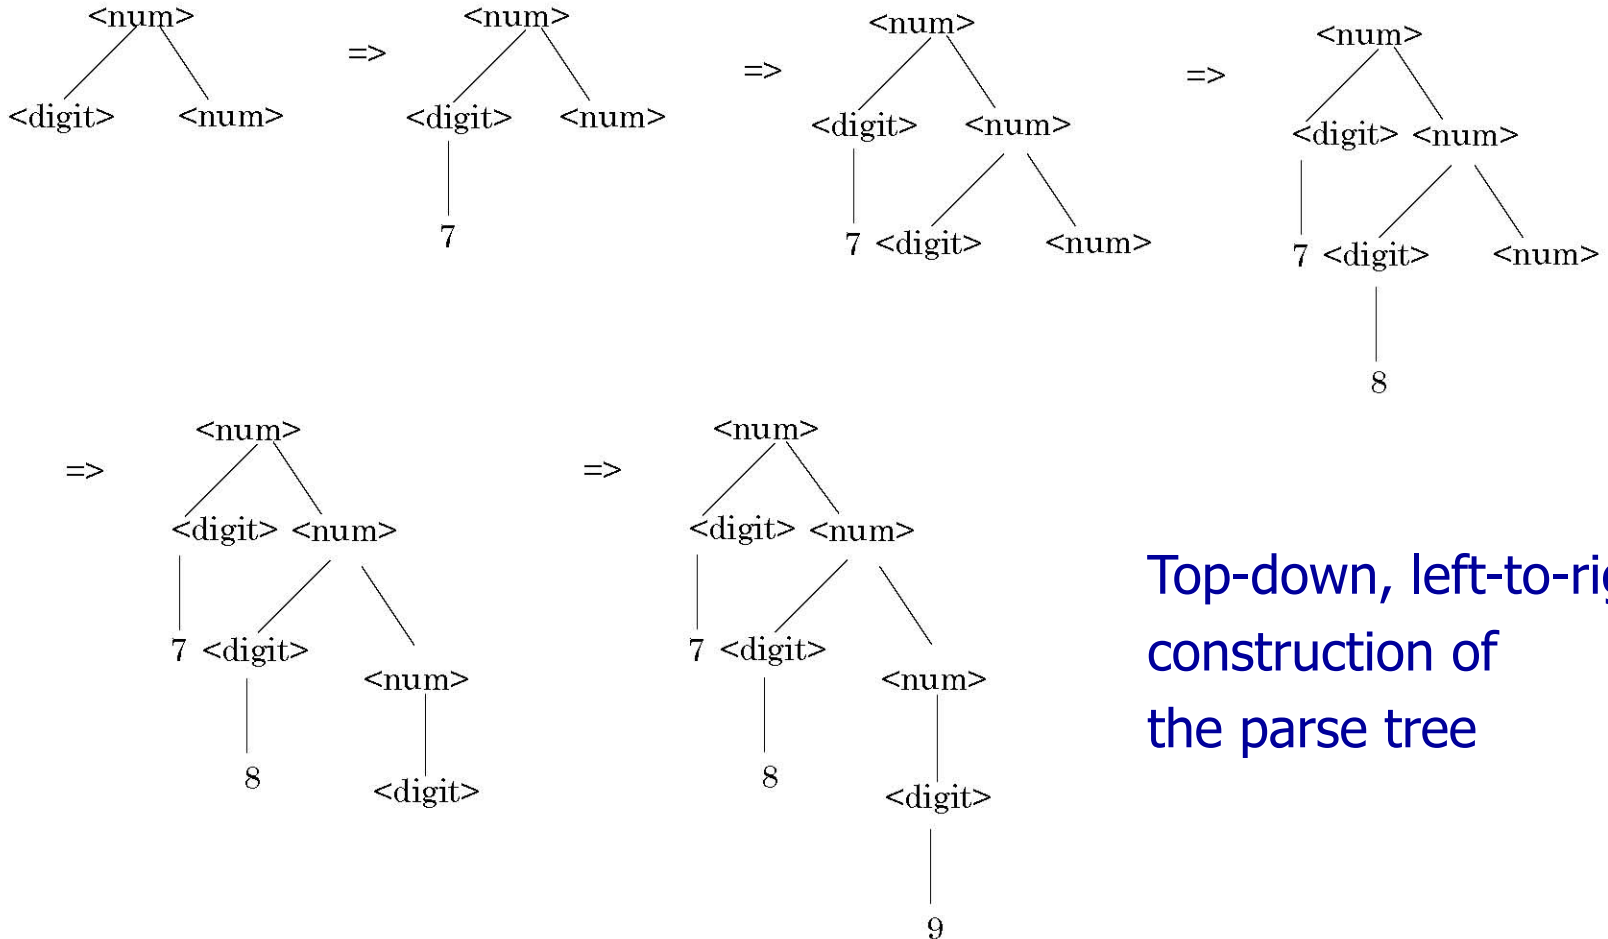 <num> => <num> => <num> => <num>
<digit> <num> <digit> <num> <digit> <num> <digit> <num>
7 7 <digit> <num> 7 <digit> <num>
8
=> <num> => <num>
<digit> <num> <digit> <num>
7 <digit> 7 <digit>
<num> <num>
8 8
<digit> <digit>
9
Top-down, left-to-rig
construction of
the parse tree